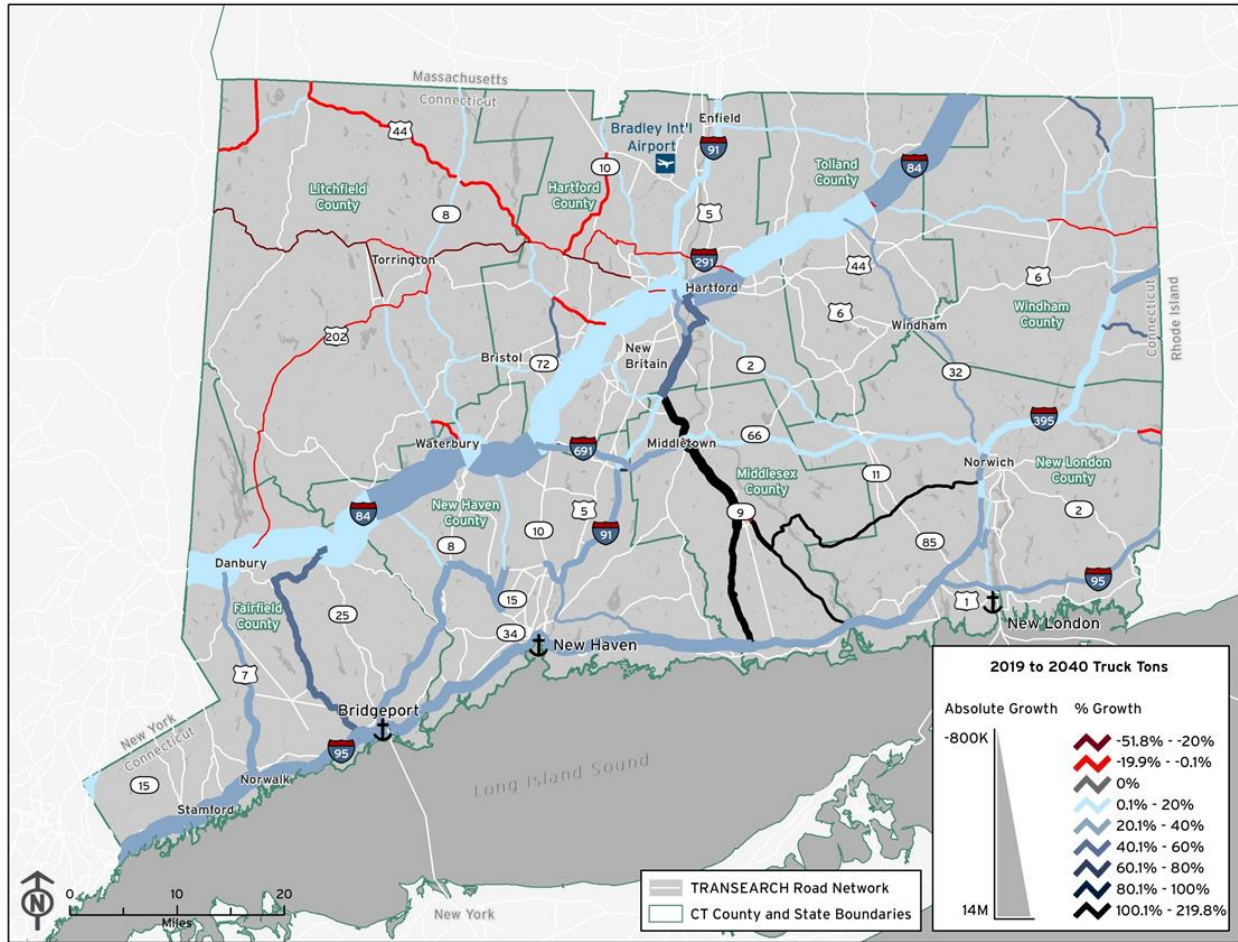 Massachusetts
Connecticut
44
Bradley Int'l
Airport
Enfield
91
10
Tolland
County
84
Litchfield
County
Hartford
County
8
5
Torrington
291
44
6
Hartford
6
Windham
County
Connecticut
Rhode Island
202
Windham
Bristol
72
New
Britain
2
32
Waterbury
691
Middletown
66
395
Norwich
New London
County
Middlesex
County
11
84
New Haven
County
5
9
2
10
91
8
85
Danbury
15
95
Fairfield
County
25
34
1
New London
New Haven
7
Bridgeport
New York
Connecticut
95
15
Norwalk
Long Island Sound
Stamford
N
0
10
20
Miles
New York
TRANSEARCH Road Network
CT County and State Boundaries
2019 to 2040 Truck Tons
Absolute Growth
% Growth
-800K
14M
-51.8% - -20%
-19.9% - -0.1%
0%
0.1% - 20%
20.1% - 40%
40.1% - 60%
60.1% - 80%
80.1% - 100%
100.1% - 219.8%